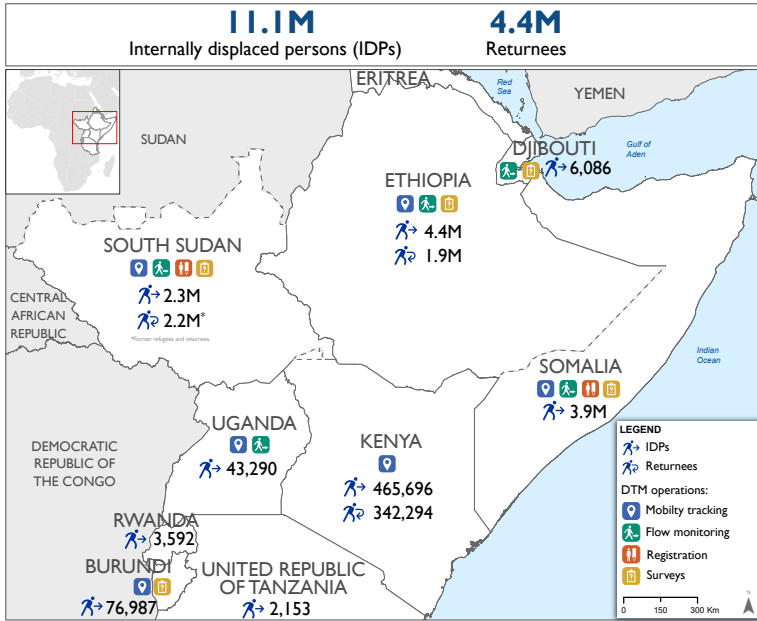 11.1M
Internally displaced persons (IDPs)
4.4M
Returnees
ERITREA
Red
Sea
YEMEN
SUDAN
DJIBOUTI
6,086
Gulf of
Aden
ETHIOPIA
4.4M
1.9M
SOUTH SUDAN
2.3M
2.2M*
*Former refugees and returnees
CENTRAL
AFRICAN
REPUBLIC
Indian
Ocean
SOMALIA
3.9M
UGANDA
43,290
KENYA
465,696
342,294
DEMOCRATIC
REPUBLIC OF
THE CONGO
RWANDA
3,592
BURUNDI
76,987
UNITED REPUBLIC
OF TANZANIA
2,153
LEGEND
IDPs
Returnees
DTM operations:
Mobilty tracking
Flow monitoring
Registration
Surveys
0 150 300 Km
N